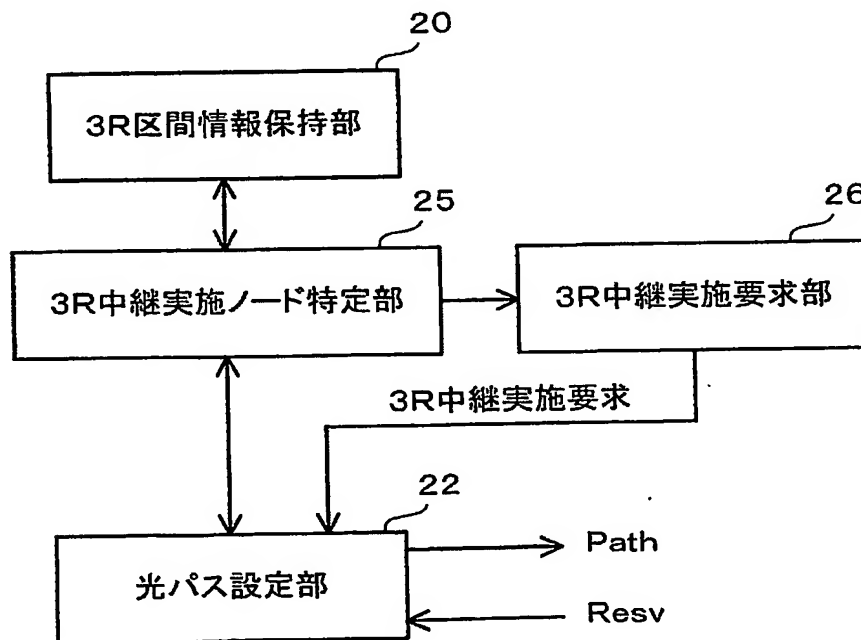 20
3R区間情報保持部
25
26
3R中継実施ノード特定部
3R中継実施要求部
3R中継実施要求
22
光パス設定部
Path
Resv